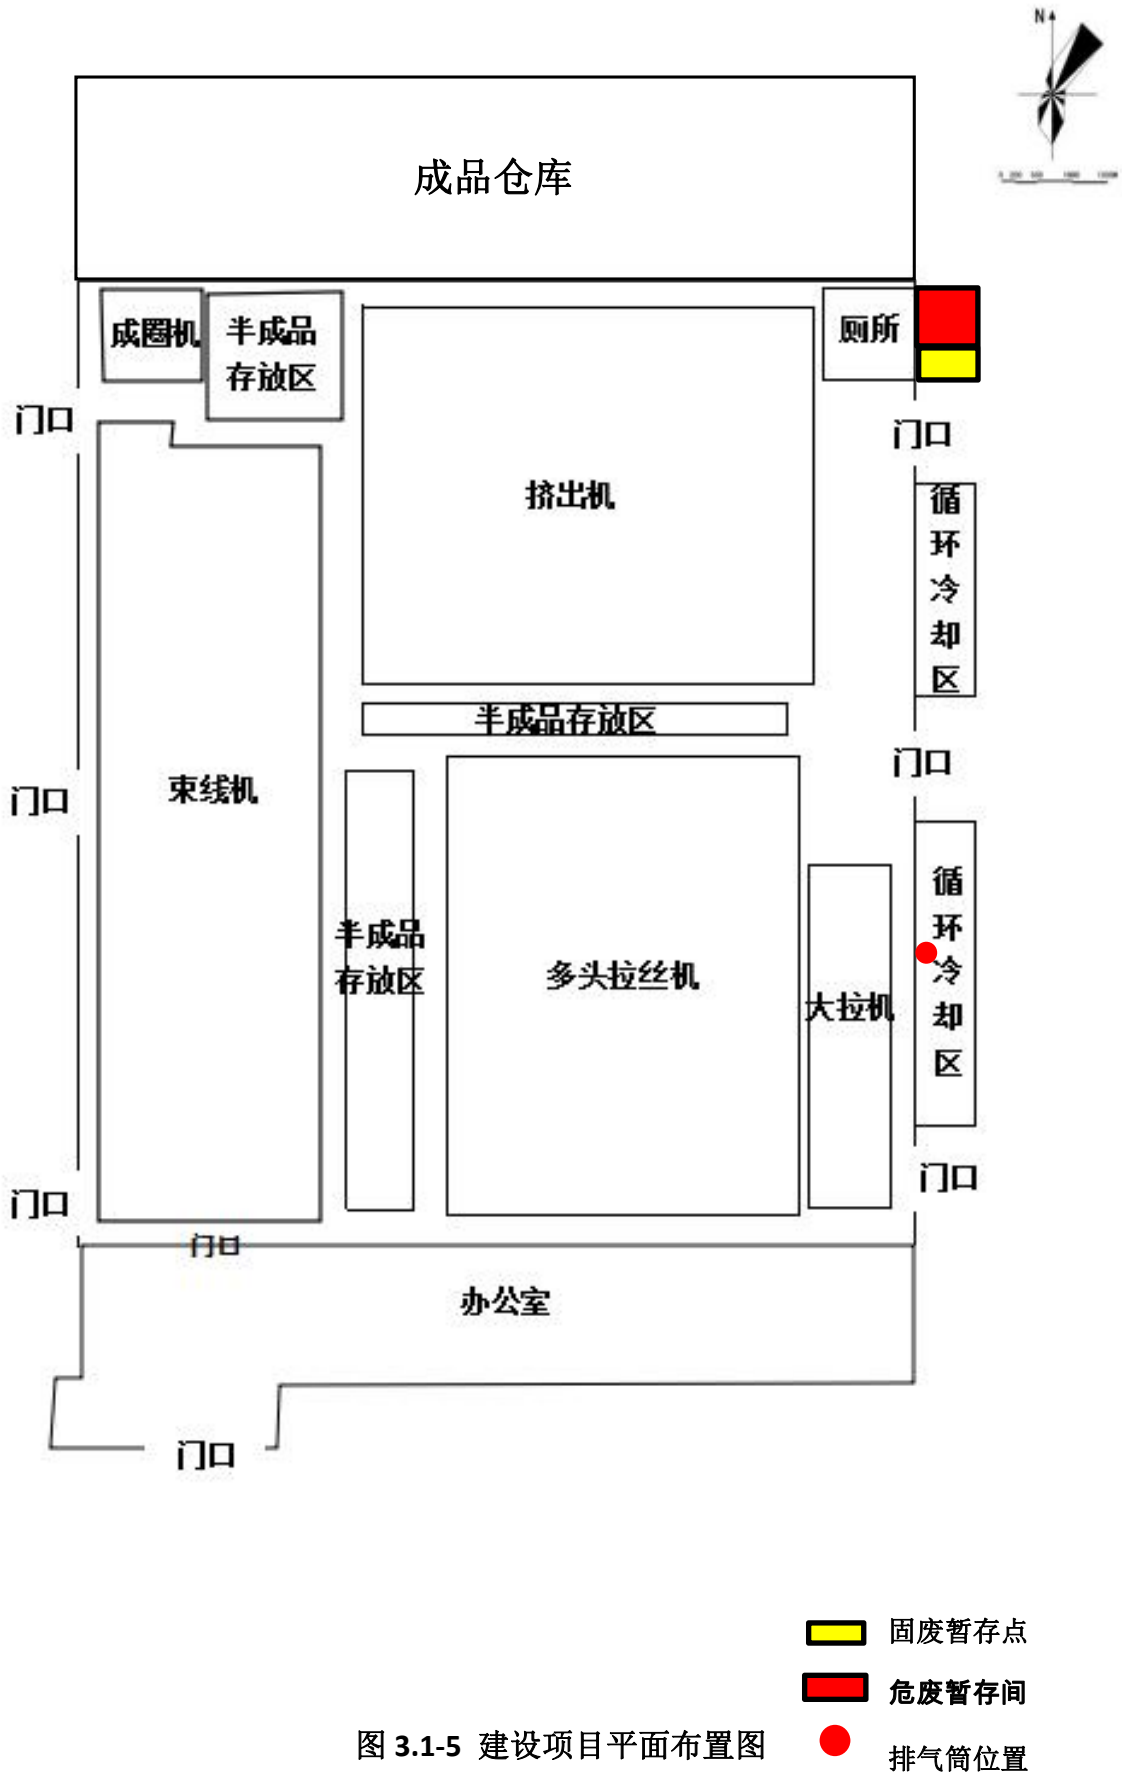 N
成品仓库
成圈机
半成品
存放区
厕所
门口
门口
挤出机
循
环
冷
却
区
半成品存放区
门口
束线机
门口
半成品
存放区
多头拉丝机
大拉机
循
环
冷
却
区
门口
门口
门口
办公室
门口
固废暂存点
危废暂存间
图 3.1-5 建设项目平面布置图
排气筒位置